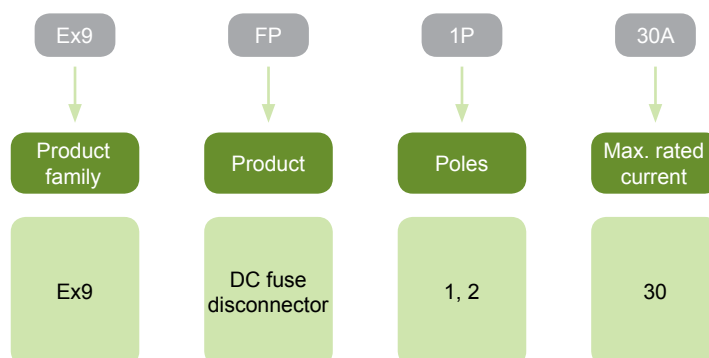 Ex9 FP 1P 30A
Product family
Product
Poles
Max. rated current
Ex9
DC fuse disconnector
1, 2
30